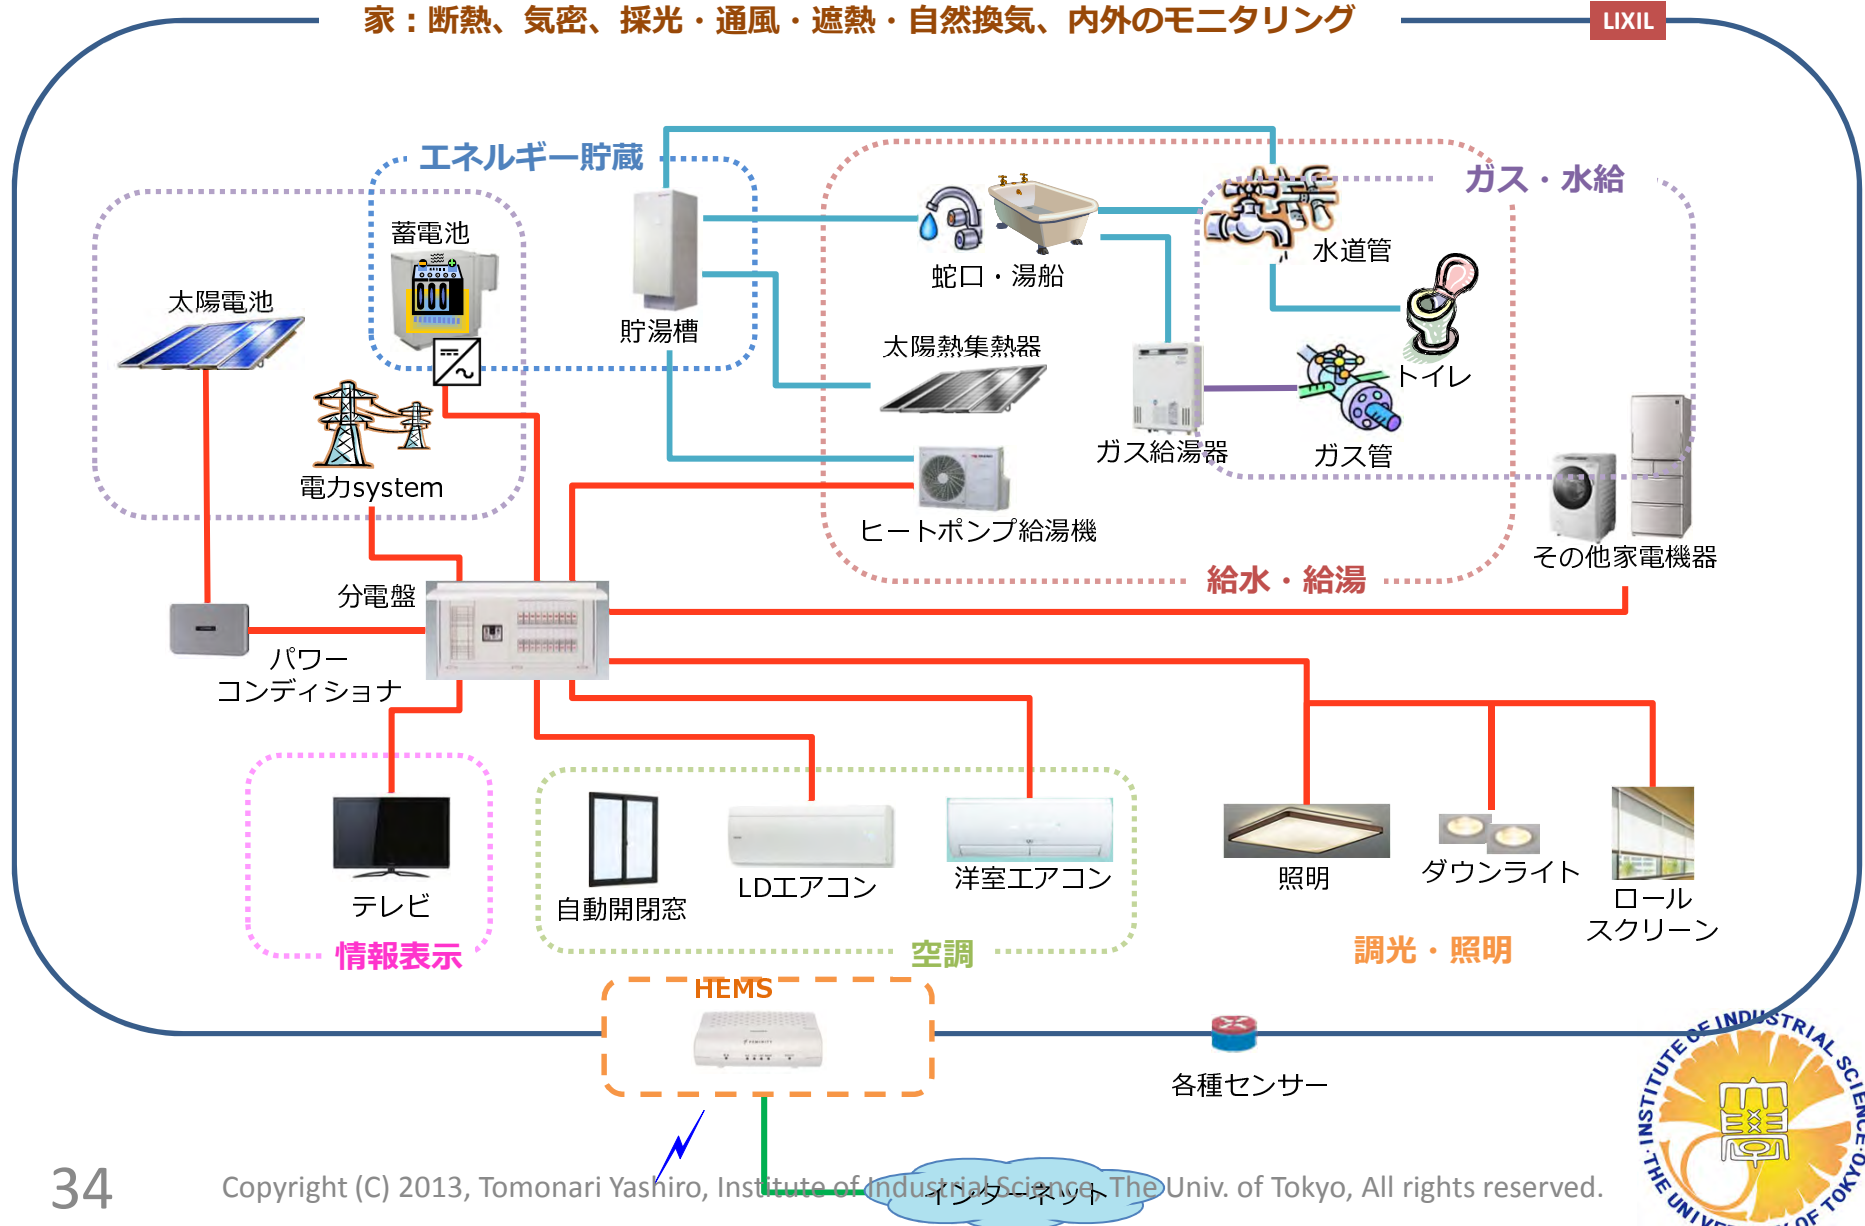 家：断熱、気密、採光・通風・遮熱・自然換気、内外のモニタリング
LIXIL
エネルギー貯蔵
ガス・水給
蓄電池
水道管
蛇口・湯船
太陽電池
貯湯槽
太陽熱集熱器
トイレ
ガス給湯器
ガス管
電力system
ヒートポンプ給湯機
その他家電機器
給水・給湯
分電盤
パワー
コンディショナ
テレビ
自動開閉窓
LDエアコン
洋室エアコン
照明
ダウンライト
ロール
スクリーン
情報表示
空調
調光・照明
HEMS
各種センサー
インターネット
34
Copyright (C) 2013, Tomonari Yashiro, Institute of Industrial Science, The Univ. of Tokyo, All rights reserved.
INSTITUTE OF INDUSTRIAL SCIENCE
THE UNIVERSITY OF TOKYO